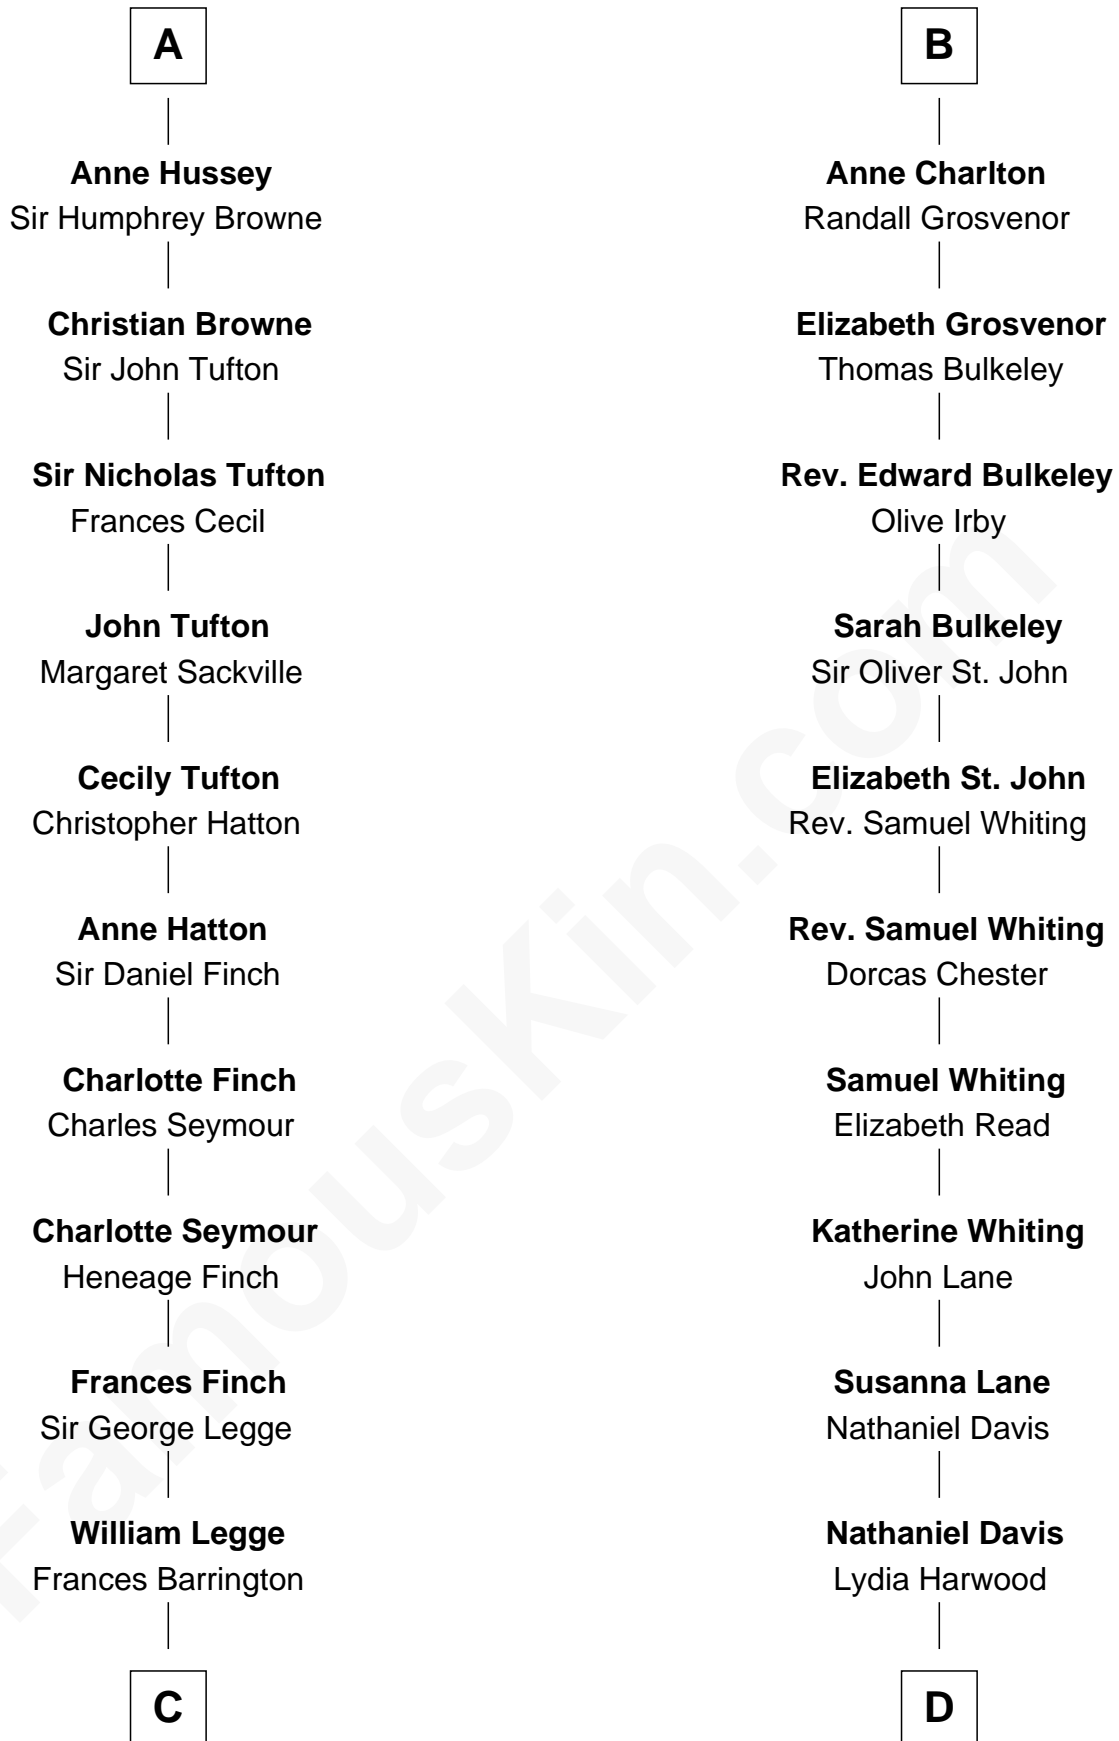 A
Anne Hussey
Sir Humphrey Browne
Christian Browne
Sir John Tufton
Sir Nicholas Tufton
Frances Cecil
John Tufton
Margaret Sackville
Cecily Tufton
Christopher Hatton
Anne Hatton
Sir Daniel Finch
Charlotte Finch
Charles Seymour
Charlotte Seymour
Heneage Finch
Frances Finch
Sir George Legge
William Legge
Frances Barrington
C
B
Anne Charlton
Randall Grosvenor
Elizabeth Grosvenor
Thomas Bulkeley
Rev. Edward Bulkeley
Olive Irby
Sarah Bulkeley
Sir Oliver St. John
Elizabeth St. John
Rev. Samuel Whiting
Rev. Samuel Whiting
Dorcas Chester
Samuel Whiting
Elizabeth Read
Katherine Whiting
John Lane
Susanna Lane
Nathaniel Davis
Nathaniel Davis
Lydia Harwood
D
FamousKin.com